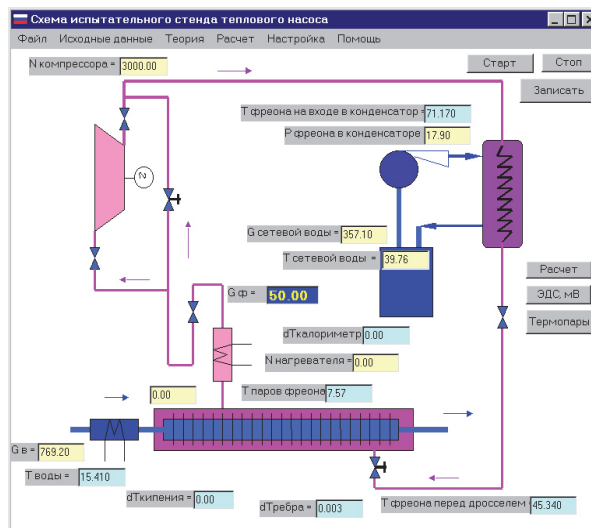 Схема испытательного стенда теплового насоса
Файл Исходные данные Теория Расчет Настройка Помощь
N компрессора = 3000.00
Старт Стоп
Записать
T фреона на входе в конденсатор = 71.170
P фреона в конденсаторе 17.90
2
G сетевой воды = 357.10
T сетевой воды = 39.76
Расчет
G ф = 50.00
ЭДС, мВ
Термопары
dTкалориметр 0.00
N нагревателя = 0.00
0.00
T паров фреона 7.57
G в = 769.20
T воды = 15.410
dTкипения = 0.00
dTребра = 0.003
T фреона перед дросселем = 45.340